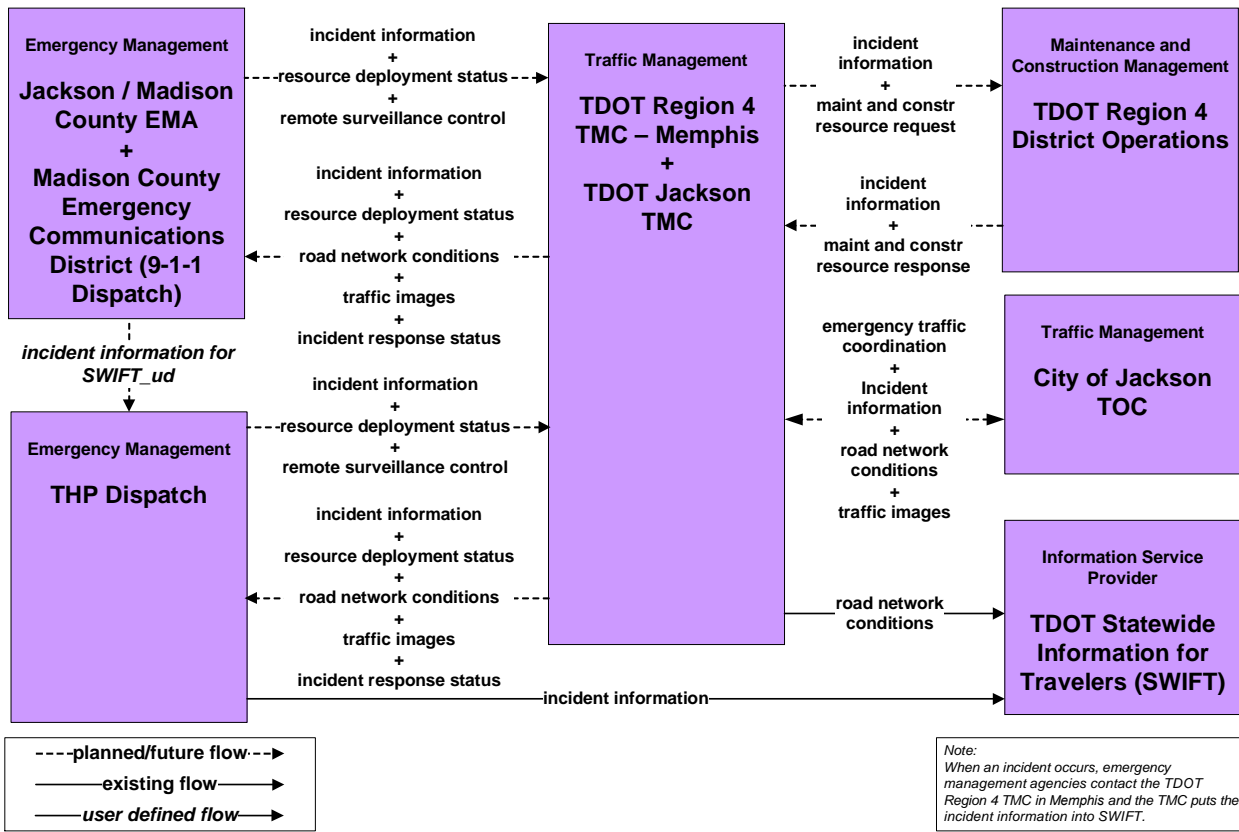 Emergency Management
Jackson / Madison
County EMA
+
Madison County
Emergency
Communications
District (9-1-1
Dispatch)
incident information
+
resource deployment status
+
remote surveillance control
incident information
+
resource deployment status
+
road network conditions
+
traffic images
+
incident response status
Traffic Management
TDOT Region 4
TMC – Memphis
+
TDOT Jackson
TMC
incident
information
+
maint and constr
resource request
incident
information
+
maint and constr
resource response
Maintenance and
Construction Management
TDOT Region 4
District Operations
emergency traffic
coordination
+
Incident
information
+
road network
conditions
+
traffic images
Traffic Management
City of Jackson
TOC
incident information for
SWIFT_ud
Emergency Management
THP Dispatch
incident information
+
resource deployment status
+
remote surveillance control
incident information
+
resource deployment status
+
road network conditions
+
traffic images
+
incident response status
road network
conditions
Information Service
Provider
TDOT Statewide
Information for
Travelers (SWIFT)
incident information
planned/future flow
existing flow
user defined flow
Note:
When an incident occurs, emergency
management agencies contact the TDOT
Region 4 TMC in Memphis and the TMC puts the
incident information into SWIFT.